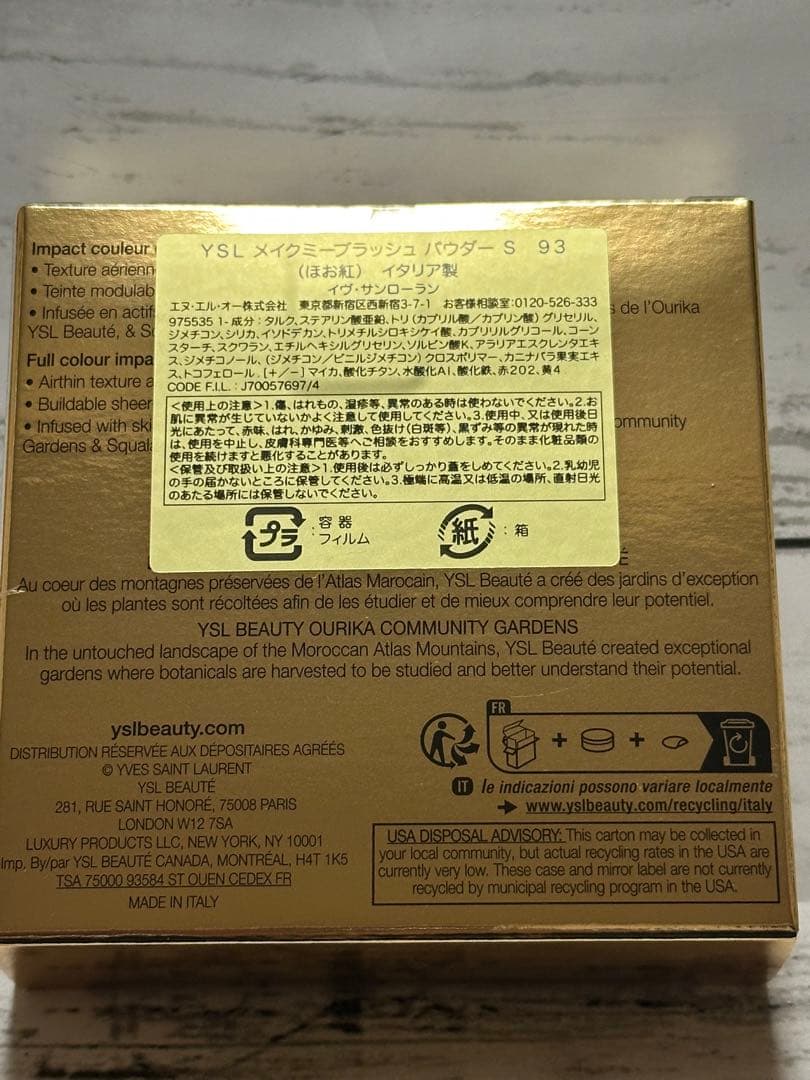 YSL メイクミーブラッシュ パウダー S 93
(ほお紅) イタリア製
イヴ・サンローラン
エヌ・エル・オー株式会社 東京都新宿区西新宿3-7-1 お客様相談室:0120-526-333
975535 1- 成分:タルク、ステアリン酸亜鉛、トリ(カプリル酸/カプリン酸)グリセリル、
ジメチコン、シリカ、イソドデカン、トリメチルシロキシケイ酸、カプリリルグリコール、コーン
スターチ、スクワラン、エチルヘキシルグリセリン、ソルビン酸K、アラリアエスクレンタエキ
ス、ジメチコノール、(ジメチコン/ビニルジメチコン)クロスポリマー、カニナバラ果実エキ
ス、トコフェロール. [+/-] マイカ、酸化チタン、水酸化Al、酸化鉄、赤202、黄4
CODE F.I.L. : J70057697/4
<使用上の注意>1.傷、はれもの、湿疹等、異常のある時は使わないでください。2.お
肌に異常が生じていないかよく注意して使用してください。3.使用中、又は使用後日
光にあたって、赤味、はれ、かゆみ、刺激、色抜け(白斑等)、黒ずみ等の異常が現れた時
は、使用を中止し、皮膚科専門医等へご相談をおすすめします。そのまま化粧品類の
使用を続けますと悪化することがあります。
<保管及び取扱い上の注意>1.使用後は必ずしっかり蓋をしめてください。2.乳幼児
の手の届かないところに保管してください。3.極端に高温又は低温の場所、直射日光
のあたる場所には保管しないでください。
プラ : 容器
フィルム
紙 : 箱
Impact couleur
• Texture aérienn
• Teinte modulab
• Infusée en actif
s de l'Ourika
YSL Beauté, & S
Full colour impa
• Airthin texture a
• Buildable sheer
• Infused with ski
ommunity
Gardens & Squal
Au coeur des montagnes préservées de l'Atlas Marocain, YSL Beauté a créé des jardins d'exception
où les plantes sont récoltées afin de les étudier et de mieux comprendre leur potentiel.
YSL BEAUTY OURIKA COMMUNITY GARDENS
In the untouched landscape of the Moroccan Atlas Mountains, YSL Beauté created exceptional
gardens where botanicals are harvested to be studied and better understand their potential.
yslbeauty.com
DISTRIBUTION RÉSERVÉE AUX DÉPOSITAIRES AGRÉÉS
© YVES SAINT LAURENT
YSL BEAUTÉ
281, RUE SAINT HONORÉ, 75008 PARIS
LONDON W12 7SA
LUXURY PRODUCTS LLC, NEW YORK, NY 10001
Imp. By/par YSL BEAUTÉ CANADA, MONTRÉAL, H4T 1K5
TSA 75000 93584 ST OUEN CEDEX FR
MADE IN ITALY
FR
+ +
IT le indicazioni possono variare localmente
www.yslbeauty.com/recycling/italy
USA DISPOSAL ADVISORY: This carton may be collected in
your local community, but actual recycling rates in the USA are
currently very low. These case and mirror label are not currently
recycled by municipal recycling program in the USA.